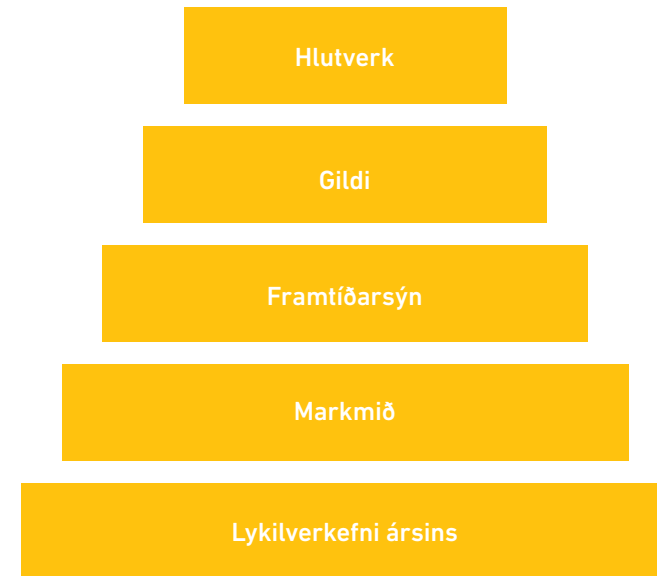 Hlutverk
Gildi
Framtíðarsýn
Markmið
Lykilverkefni ársins